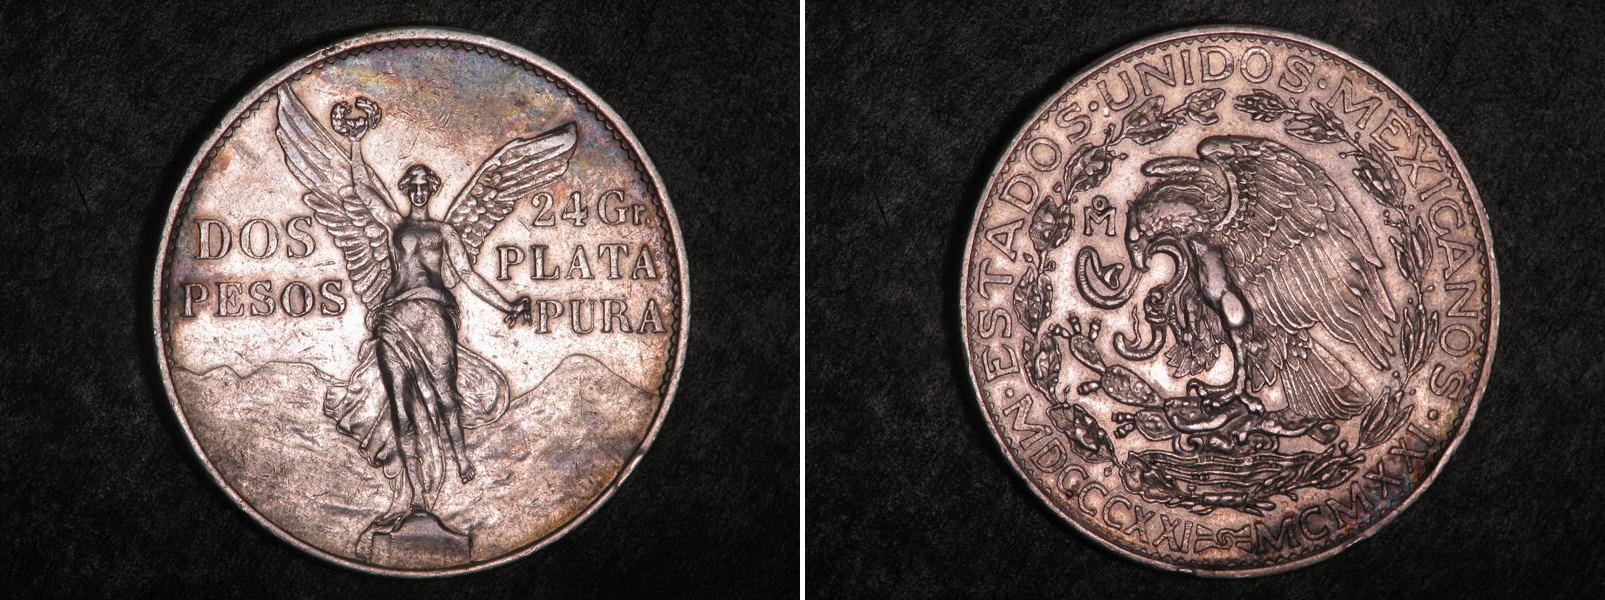 DOS
PESOS
24 Gr.
PLATA
PURA
ESTADOS·UNIDOS·MEXICANOS·
·MDCCCXXI MCMXXI
M̊